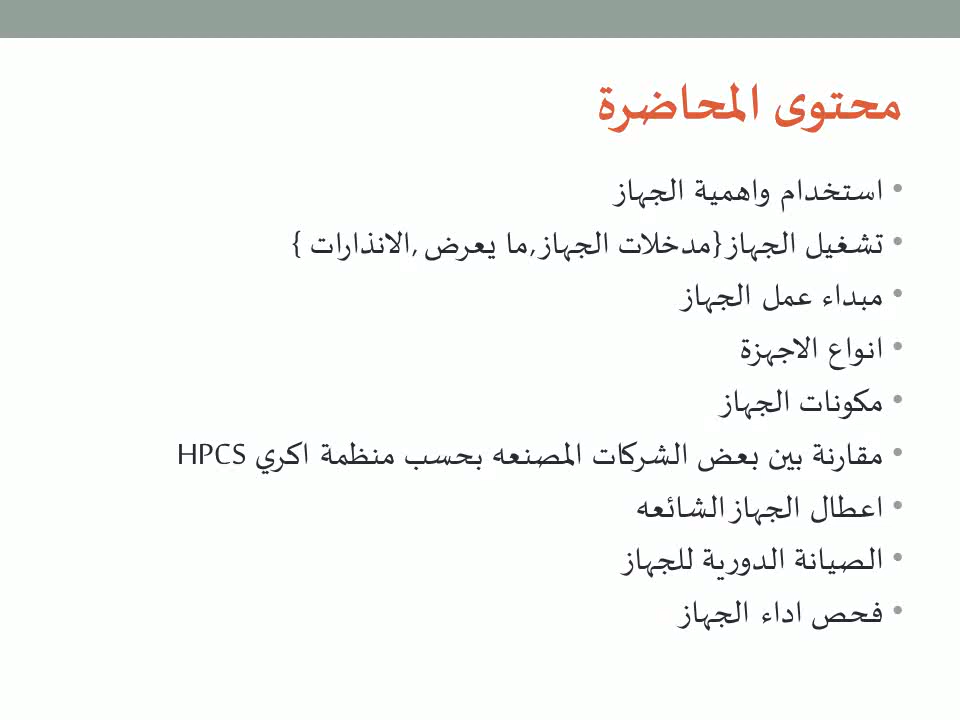 محتوى المحاضرة
• استخدام واهمية الجهاز
• تشغيل الجهاز{مدخلات الجهاز,ما يعرض,الانذارات }
• مبداء عمل الجهاز
• انواع الاجهزة
• مكونات الجهاز
• مقارنة بين بعض الشركات المصنعه بحسب منظمة اكري HPCS
• اعطال الجهاز الشائعه
• الصيانة الدورية للجهاز
• فحص اداء الجهاز